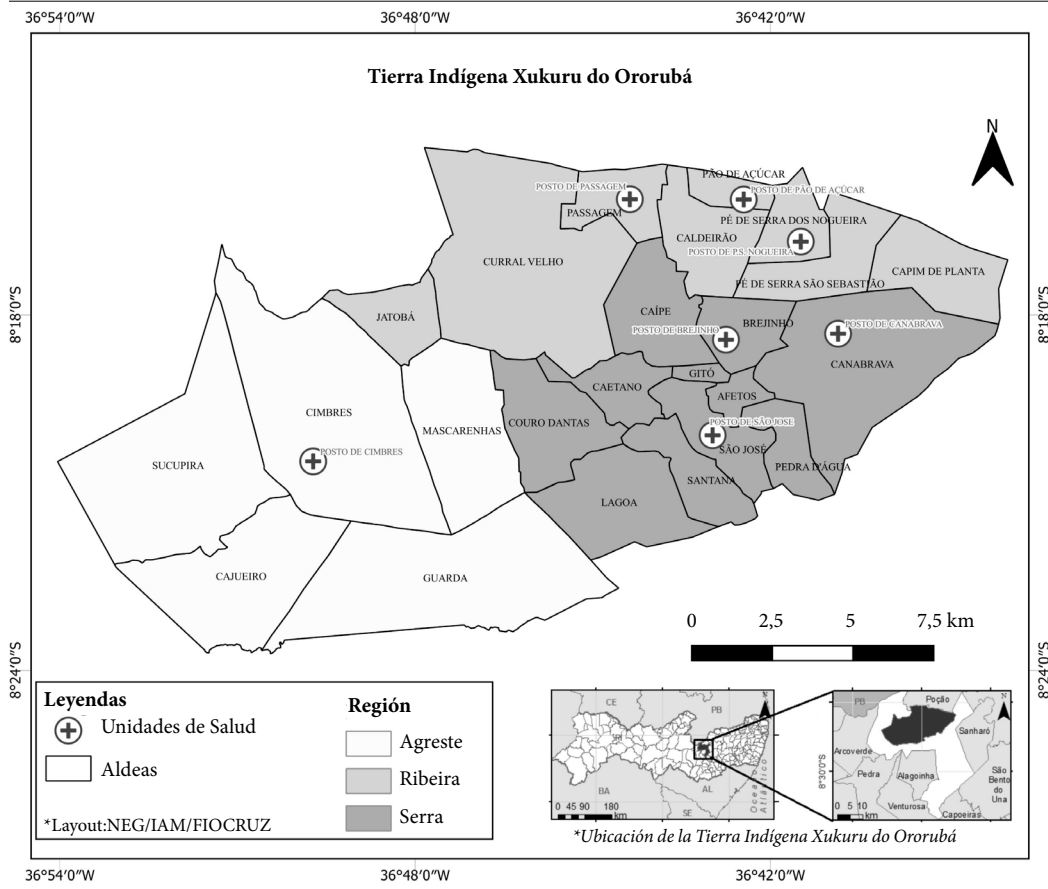 36°54′0″W
36°48′0″W
36°42′0″W
Tierra Indígena Xukuru do Ororubá
N
PÃO DE AÇÚCAR
POSTO DE PASSAGEM
POSTO DE PÃO DE AÇÚCAR
PASSAGEM
PÉ DE SERRA DOS NOGUEIRA
CALDEIRÃO
POSTO DE P.S. NOGUEIRA
CURRAL VELHO
CAPIM DE PLANTA
PÉ DE SERRA SÃO SEBASTIÃO
8°18′0″S
8°18′0″S
JATOBÁ
CAÍPE
BREJINHO
POSTO DE BREJINHO
POSTO DE CANABRAVA
CANABRAVA
GITÓ
CAETANO
AFETOS
CIMBRES
MASCARENHAS
COURO DANTAS
POSTO DE SÃO JOSE
SÃO JOSÉ
POSTO DE CIMBRES
SUCUPIRA
PEDRA D'ÁGUA
SANTANA
LAGOA
CAJUEIRO
GUARDA
0 2,5 5 7,5 km
8°24′0″S
8°24′0″S
Leyendas
Unidades de Salud
Aldeas
*Layout:NEG/IAM/FIOCRUZ
Región
Agreste
Ribeira
Serra
CE
PB
BA
AL
SE
Oceano
Atlântico
0 45 90 180
km
PB
Poção
Sanharó
Arcoverde
Pedra
Alagoinha
São
Bento
do
Una
Venturosa
Capoeiras
0 5 10
km
8°30′0″S
*Ubicación de la Tierra Indígena Xukuru do Ororubá
36°54′0″W
36°48′0″W
36°42′0″W